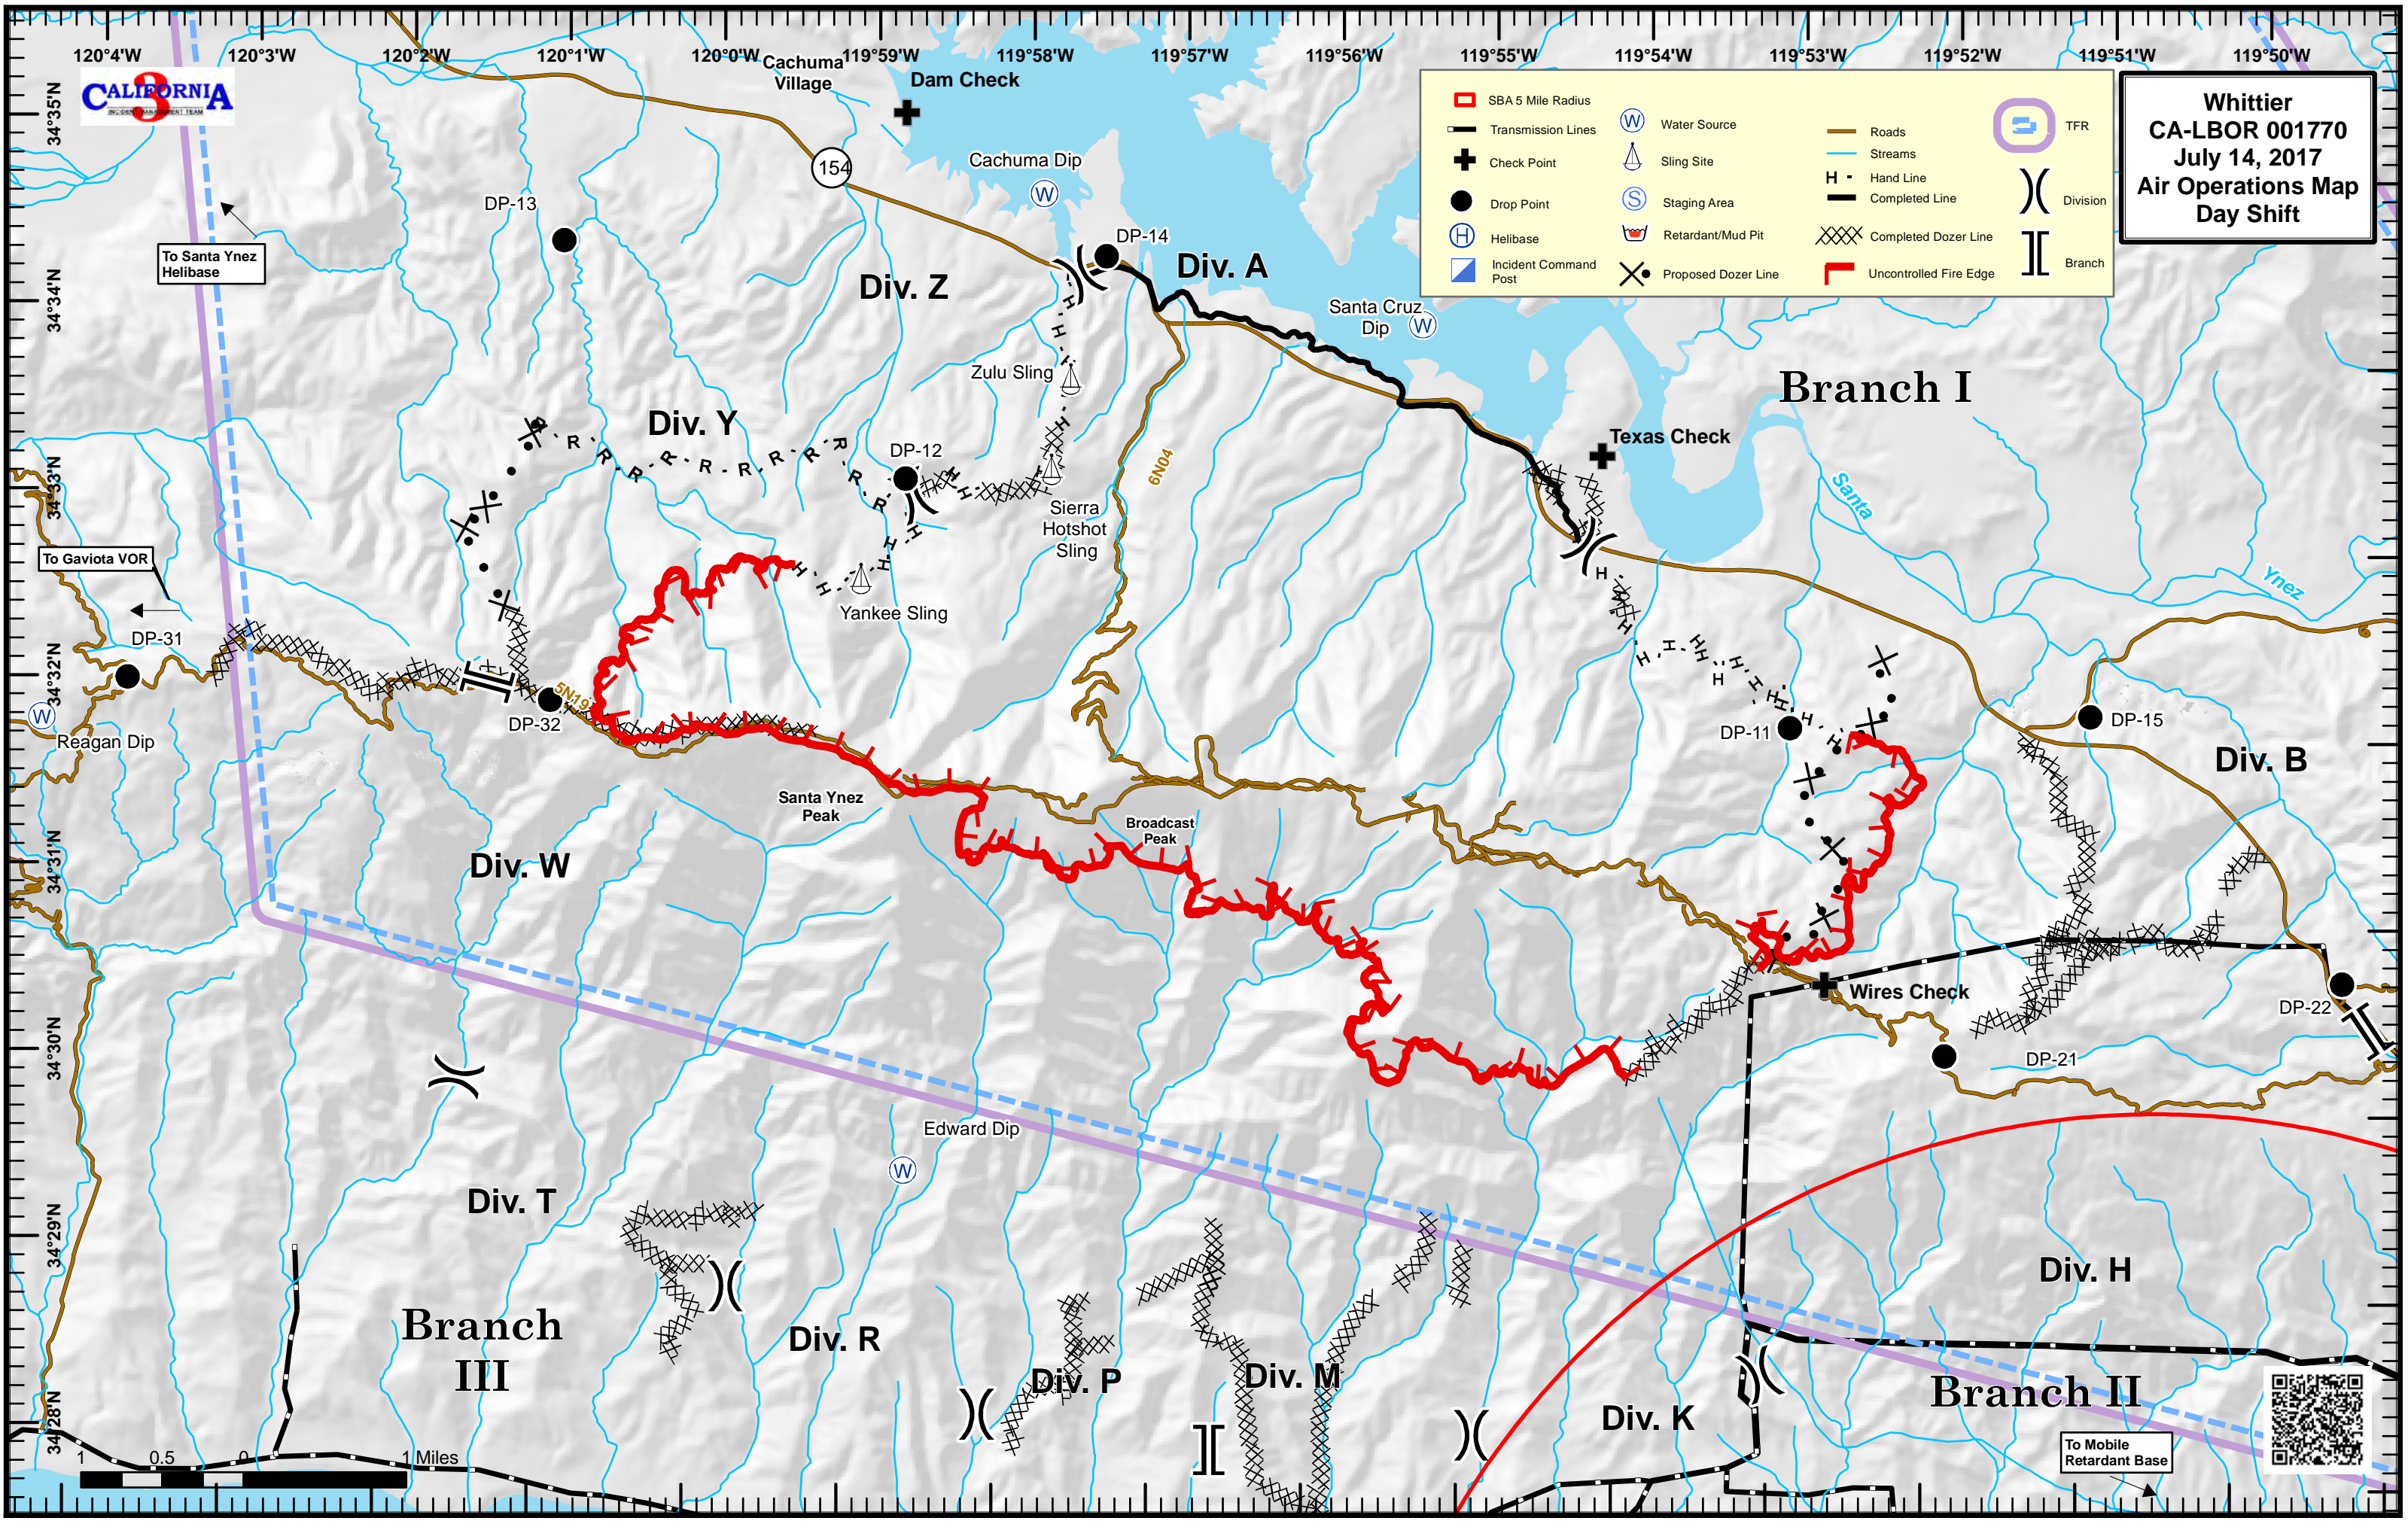 120°4'W 120°3'W 120°2'W 120°1'W 120°0'W 119°59'W 119°58'W 119°57'W 119°56'W 119°55'W 119°54'W 119°53'W 119°52'W 119°51'W 119°50'W
CALIFORNIA
3
INCIDENT MANAGEMENT TEAM
Whittier
CA-LBOR 001770
July 14, 2017
Air Operations Map
Day Shift
SBA 5 Mile Radius
Transmission Lines
Check Point
Drop Point
H Helibase
Incident Command
Post
W Water Source
Sling Site
S Staging Area
Retardant/Mud Pit
Proposed Dozer Line
Roads
Streams
H - Hand Line
Completed Line
Completed Dozer Line
Uncontrolled Fire Edge
TFR
Division
Branch
34°35'N
34°34'N
34°33'N
34°32'N
34°31'N
34°30'N
34°29'N
34°28'N
Cachuma
Village
Dam Check
154
Cachuma Dip
W
DP-13
DP-14
Div. A
Div. Z
To Santa Ynez
Helibase
Santa Cruz
Dip
W
Zulu Sling
Branch I
Div. Y
Texas Check
DP-12
6N04
Santa
Ynez
Sierra
Hotshot
Sling
To Gaviota VOR
Yankee Sling
DP-31
W
Reagan Dip
5N19
DP-32
DP-11
DP-15
Div. B
Santa Ynez
Peak
Broadcast
Peak
Div. W
Wires Check
DP-22
DP-21
Edward Dip
W
Div. T
Div. H
Branch
III
Div. R
Div. P
Div. M
Div. K
Branch II
To Mobile
Retardant Base
1 0.5 0 1 Miles